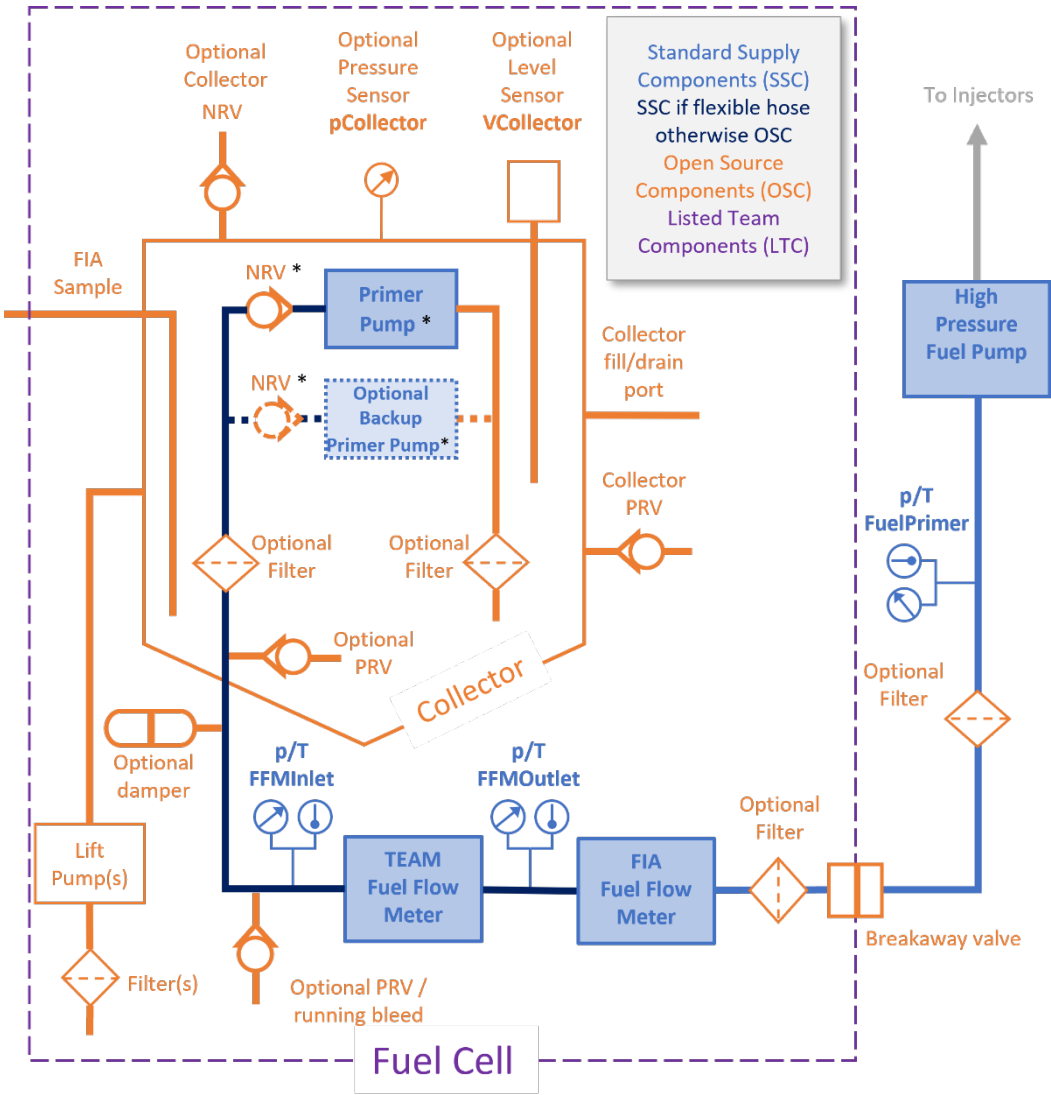 Optional
Collector
NRV
Optional
Pressure
Sensor
pCollector
Optional
Level
Sensor
VCollector
Standard Supply
Components (SSC)
SSC if flexible hose
otherwise OSC
Open Source
Components (OSC)
Listed Team
Components (LTC)
To Injectors
FIA
Sample
NRV *
Primer
Pump *
High
Pressure
Fuel Pump
Collector
fill/drain
port
NRV *
Optional
Backup
Primer Pump*
Collector
PRV
p/T
FuelPrimer
Optional
Filter
Optional
Filter
Optional
PRV
Collector
Optional
Filter
Optional
damper
p/T
FFMInlet
p/T
FFMOutlet
Optional
Filter
Lift
Pump(s)
TEAM
Fuel Flow
Meter
FIA
Fuel Flow
Meter
Breakaway valve
Filter(s)
Optional PRV /
running bleed
Fuel Cell